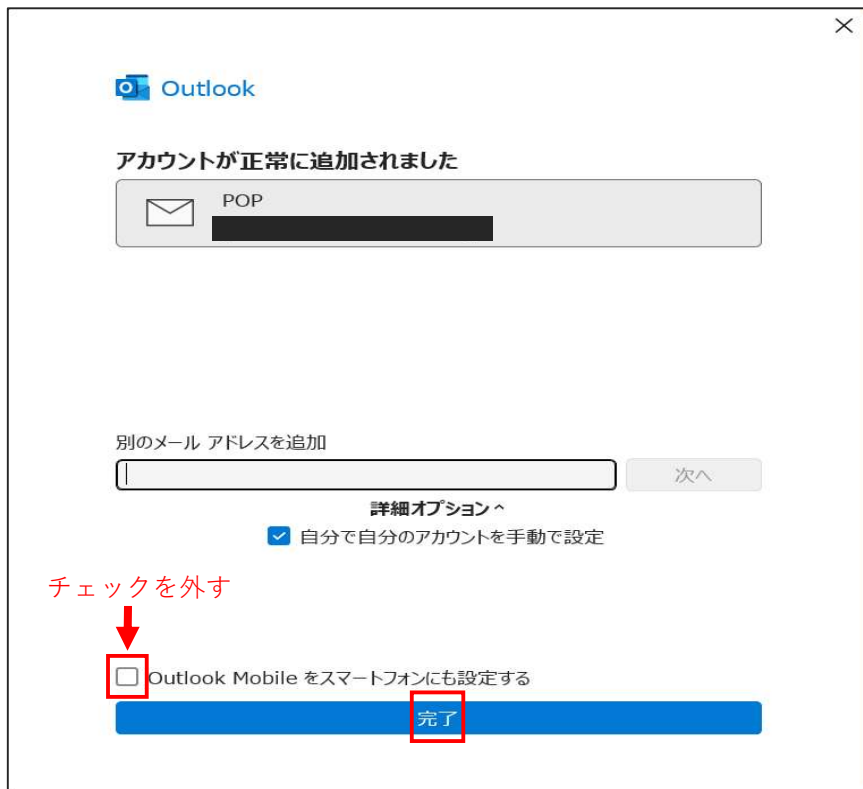 Outlook
アカウントが正常に追加されました
POP
別のメール アドレスを追加
次へ
詳細オプション
自分で自分のアカウントを手動で設定
チェックを外す
Outlook Mobile をスマートフォンにも設定する
完了